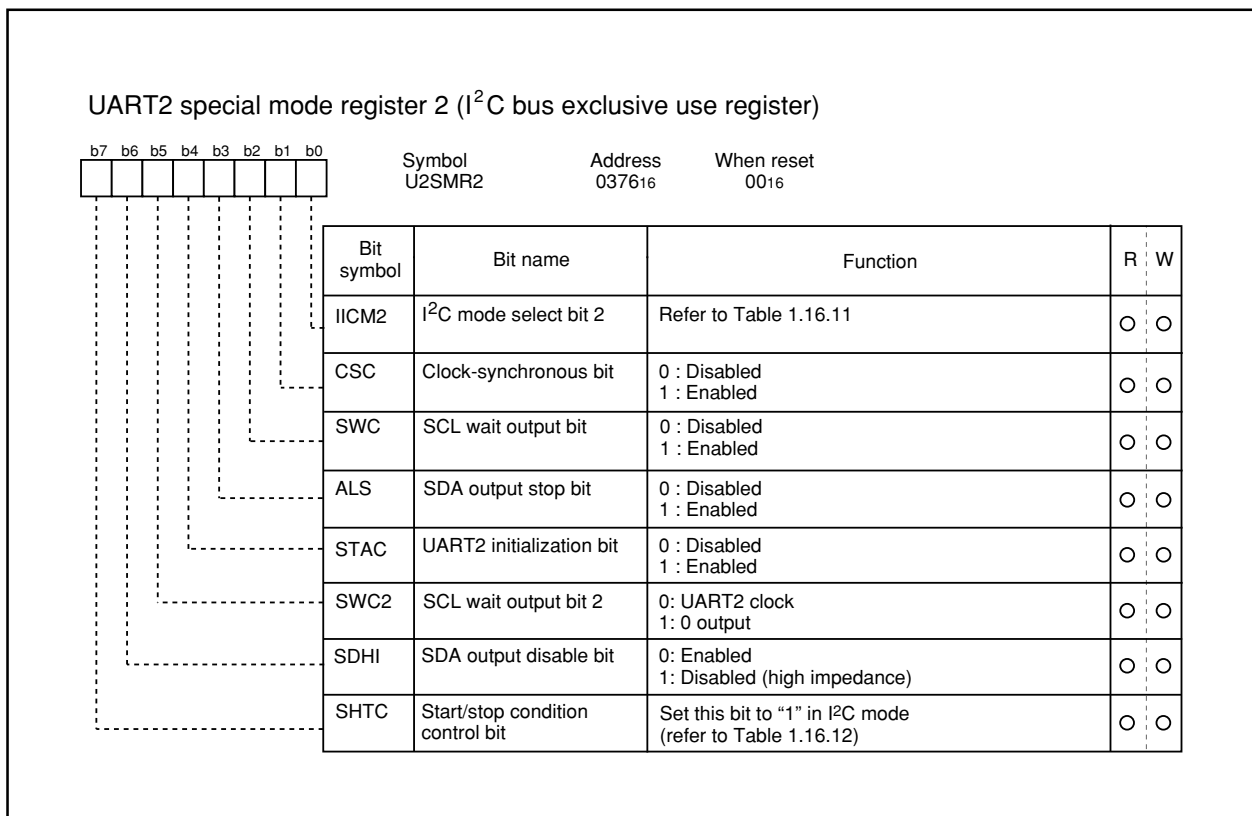 UART2 special mode register 2 (I2C bus exclusive use register)
b7 b6 b5 b4 b3 b2 b1 b0
Symbol Address When reset
U2SMR2 037616 0016
Bit symbol Bit name Function R W
IICM2 I2C mode select bit 2 Refer to Table 1.16.11
CSC Clock-synchronous bit 0 : Disabled
1 : Enabled
SWC SCL wait output bit 0 : Disabled
1 : Enabled
ALS SDA output stop bit 0 : Disabled
1 : Enabled
STAC UART2 initialization bit 0 : Disabled
1 : Enabled
SWC2 SCL wait output bit 2 0: UART2 clock
1: 0 output
SDHI SDA output disable bit 0: Enabled
1: Disabled (high impedance)
SHTC Start/stop condition control bit Set this bit to “1” in I2C mode
(refer to Table 1.16.12)